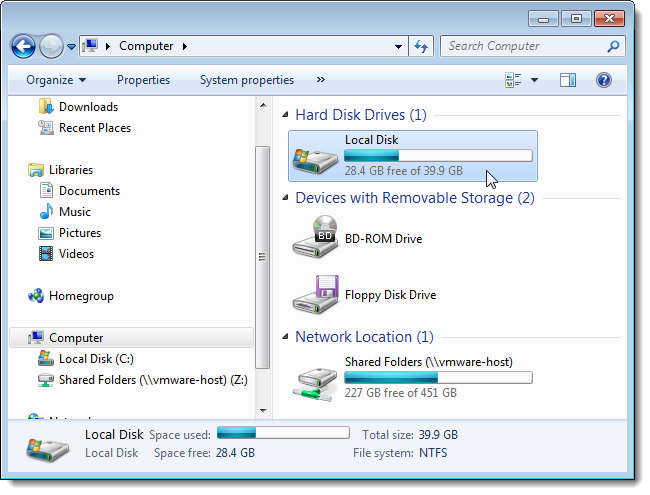 Computer
Search Computer
Organize
Properties
System properties
»
Downloads
Recent Places
Libraries
Documents
Music
Pictures
Videos
Homegroup
Computer
Local Disk (C:)
Shared Folders (\\vmware-host) (Z:)
Hard Disk Drives (1)
Local Disk
28.4 GB free of 39.9 GB
Devices with Removable Storage (2)
BD
BD-ROM Drive
Floppy Disk Drive
Network Location (1)
Shared Folders (\\vmware-host)
227 GB free of 451 GB
Local Disk Space used: Total size: 39.9 GB
Local Disk Space free: 28.4 GB File system: NTFS